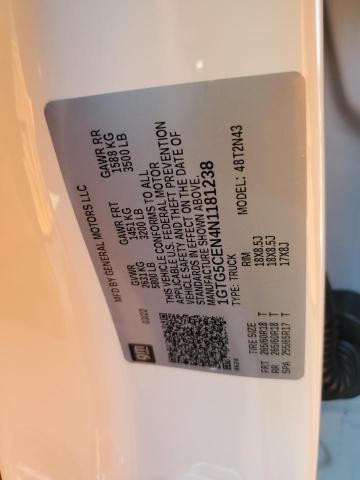 MFD BY GENERAL MOTORS LLC
03/22 GVWR GAWR FRT GAWR RR
2631 KG 1451 KG 1588 KG
5800 LB 3200 LB 3500 LB
THIS VEHICLE CONFORMS TO ALL
APPLICABLE U.S. FEDERAL MOTOR
VEHICLE SAFETY AND THEFT PREVENTION
STANDARDS IN EFFECT ON THE DATE OF
MANUFACTURE SHOWN ABOVE.
1GTG5CEN4N1181238
TYPE: TRUCK MODEL: 48T2N43
TIRE SIZE RIM
FRT 265/60R18 T 18X8.5J
RR 265/60R18 T 18X8.5J
SPA 255/65R17 T 17X8J
gm